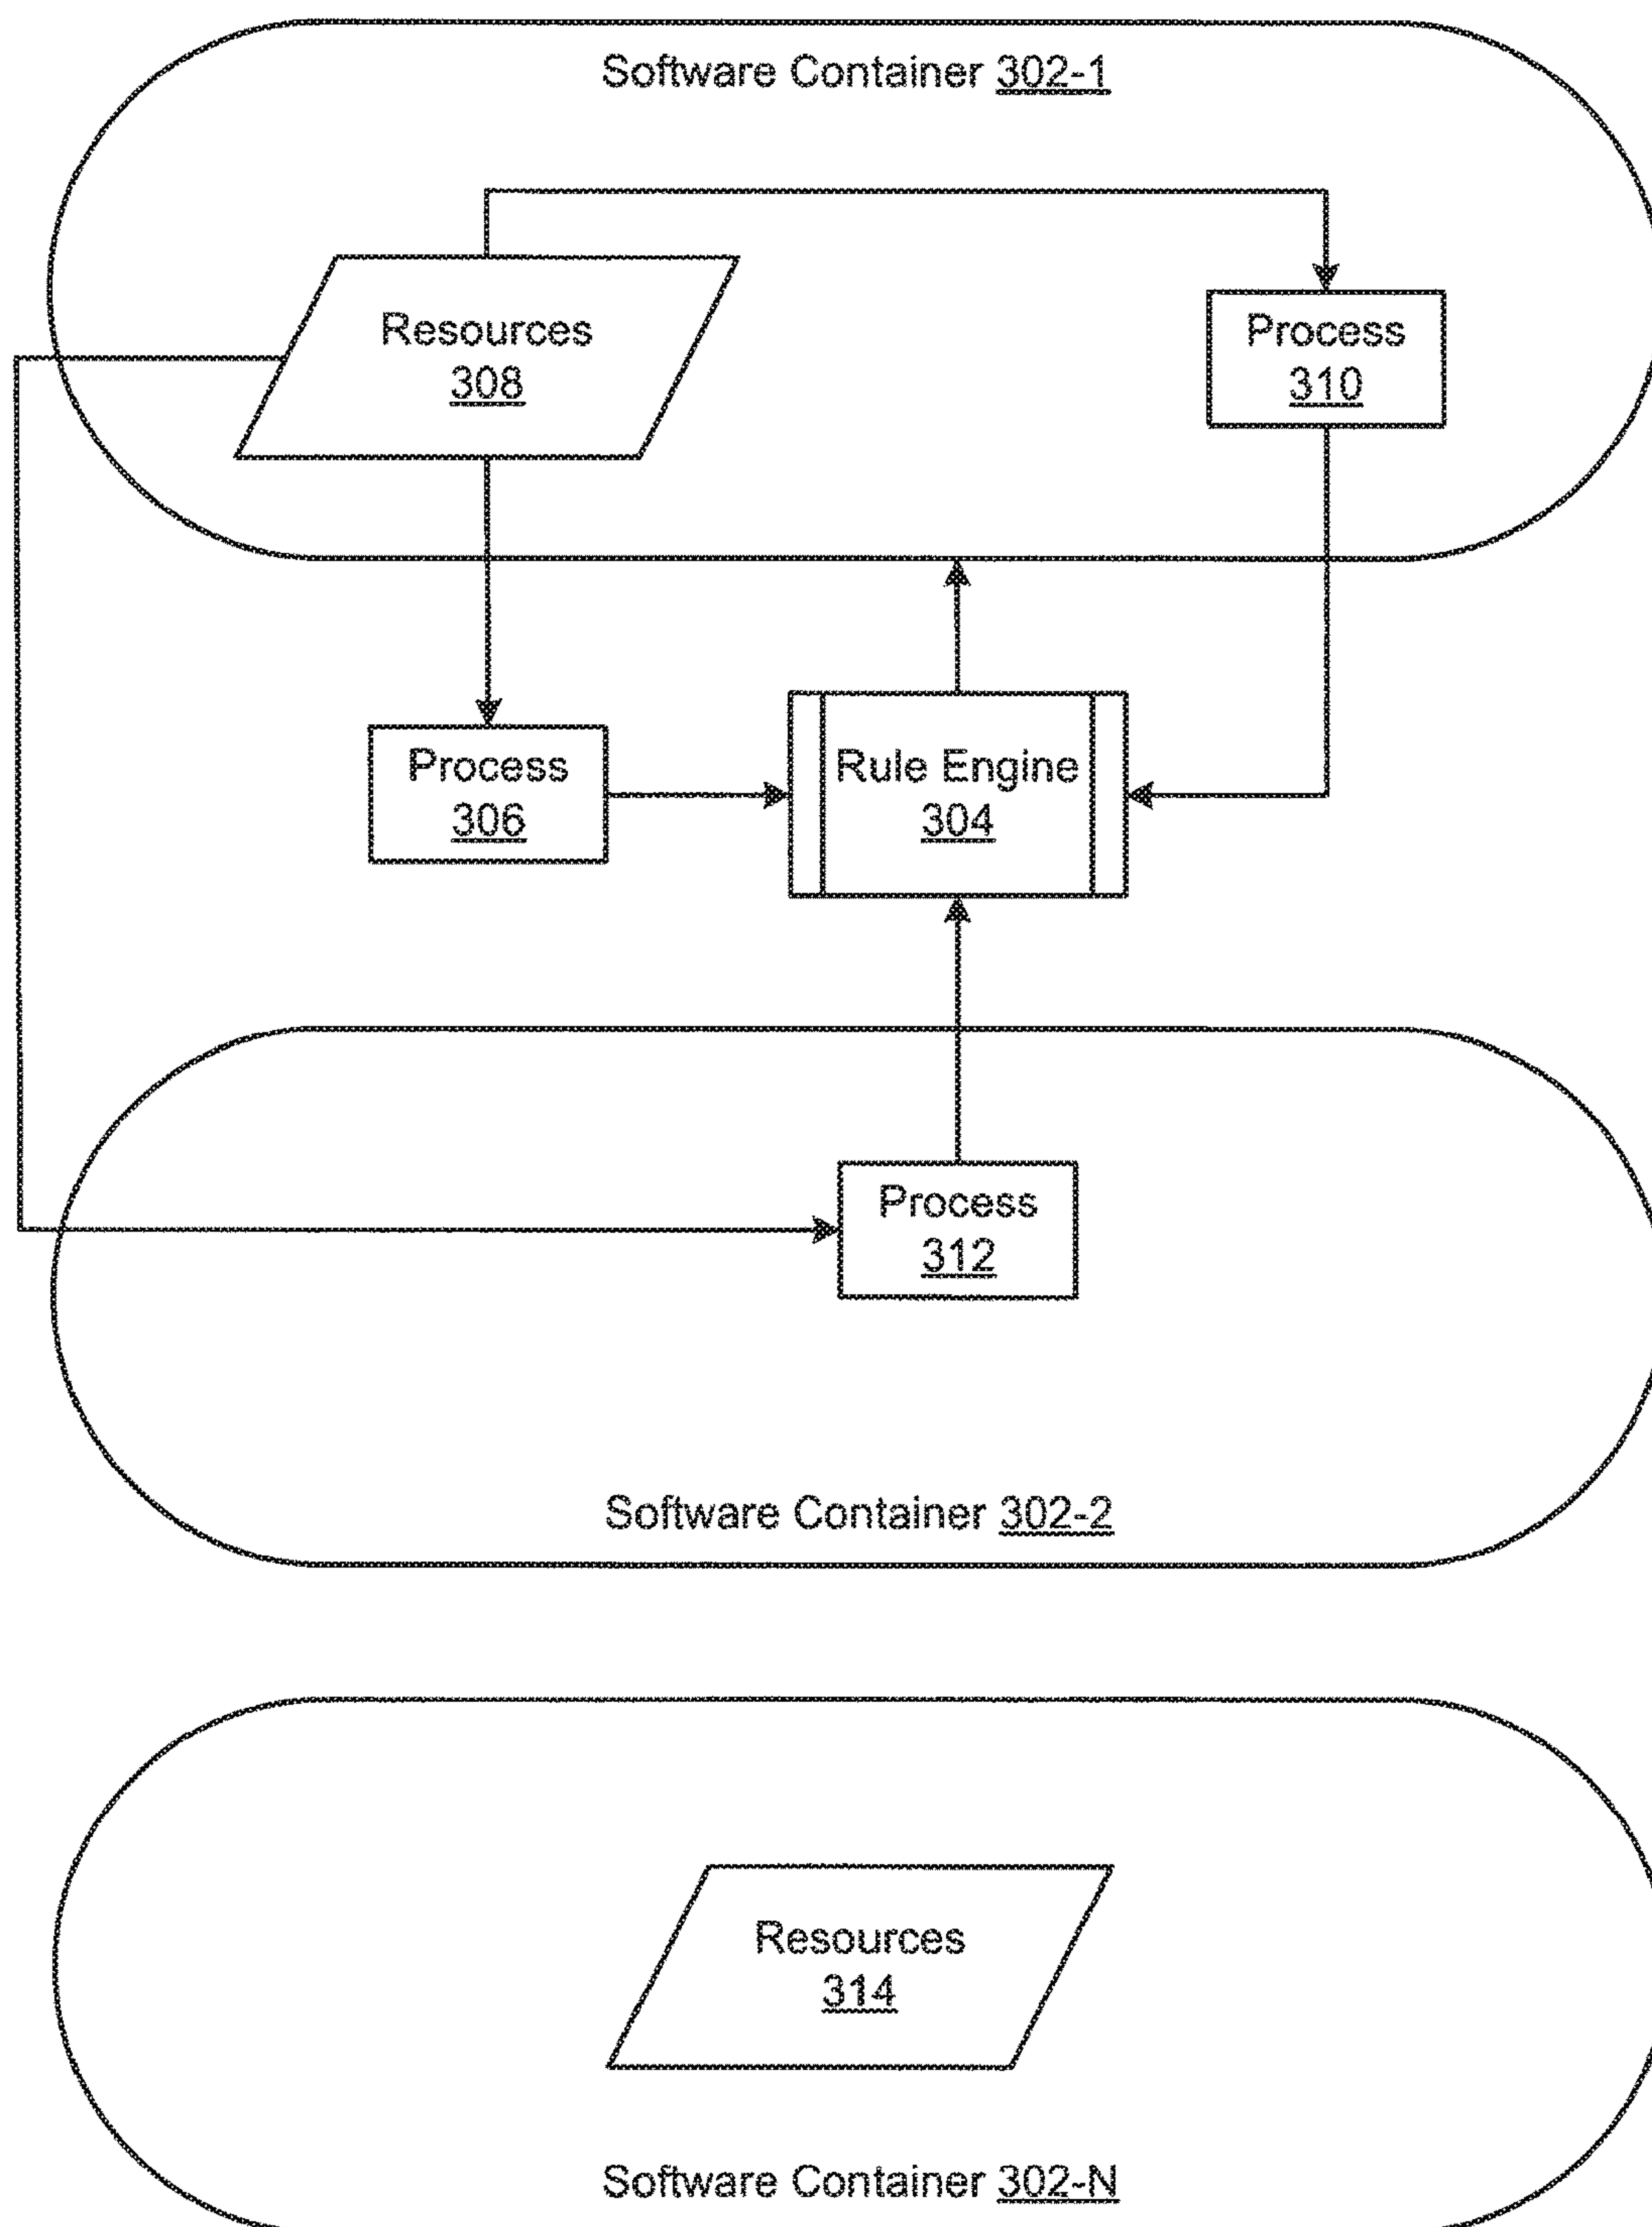 Software Container 302-1
Resources
308
Process
310
Process
306
Rule Engine
304
Process
312
Software Container 302-2
Resources
314
Software Container 302-N